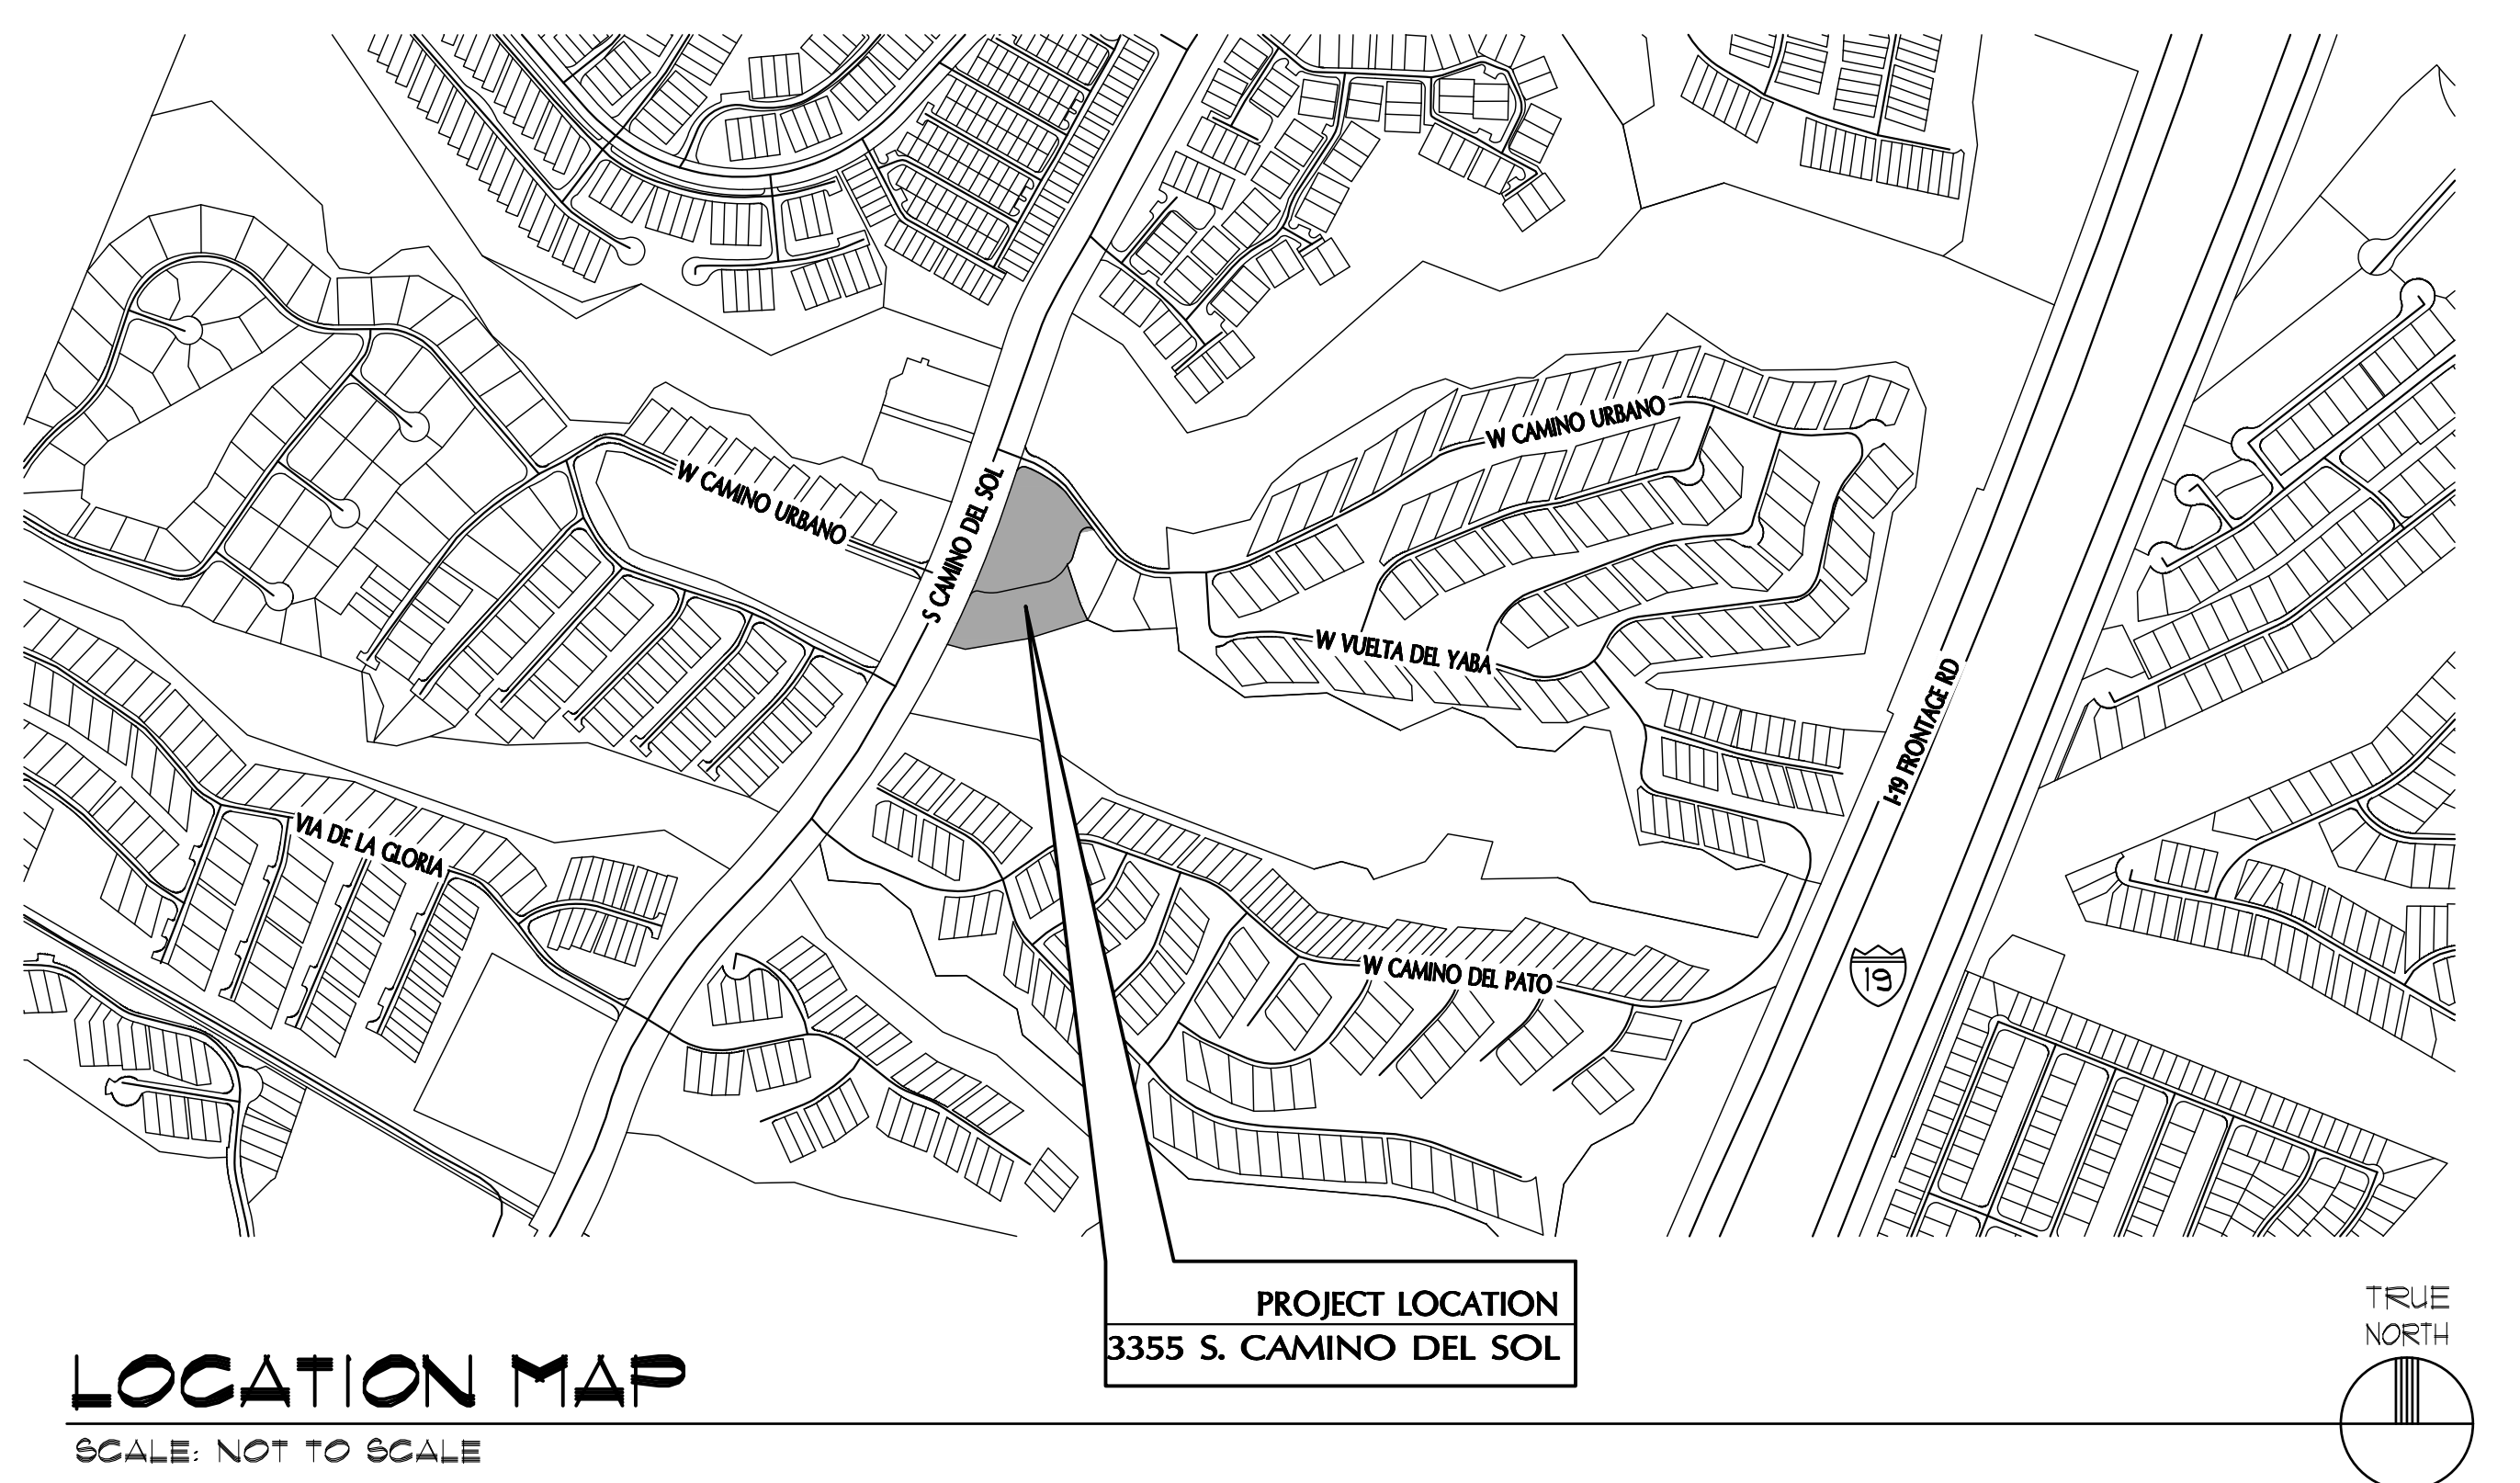 W CAMINO URBANO
W CAMINO URBANO
S CAMINO DEL SOL
W VUELTA DEL YABA
I-19 FRONTAGE RD
VIA DE LA GLORIA
W CAMINO DEL PATO
19
PROJECT LOCATION
3355 S. CAMINO DEL SOL
TRUE
NORTH
LOCATION MAP
SCALE: NOT TO SCALE